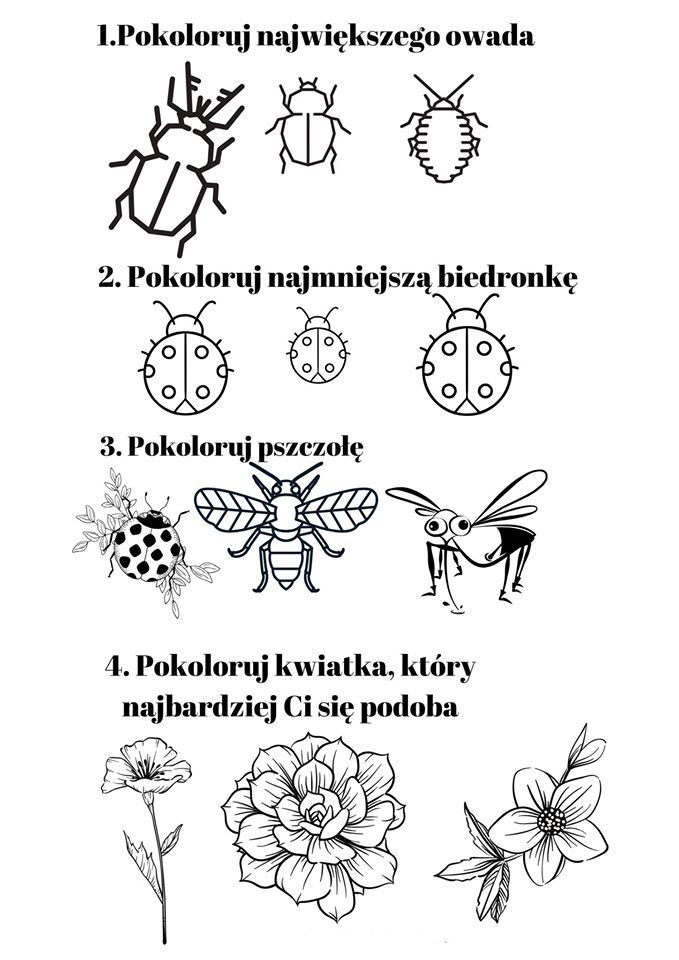 1.Pokoloruj największego owada
2. Pokoloruj najmniejszą biedronkę
3. Pokoloruj pszczołę
4. Pokoloruj kwiatka, który
najbardziej Ci się podoba